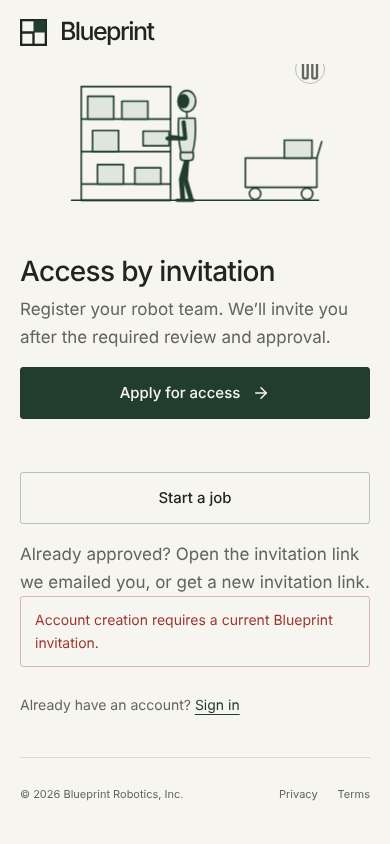 Blueprint
Access by invitation
Register your robot team. We’ll invite you
after the required review and approval.
Apply for access →
Start a job
Already approved? Open the invitation link
we emailed you, or get a new invitation link.
Account creation requires a current Blueprint
invitation.
Already have an account? Sign in
© 2026 Blueprint Robotics, Inc.
Privacy
Terms